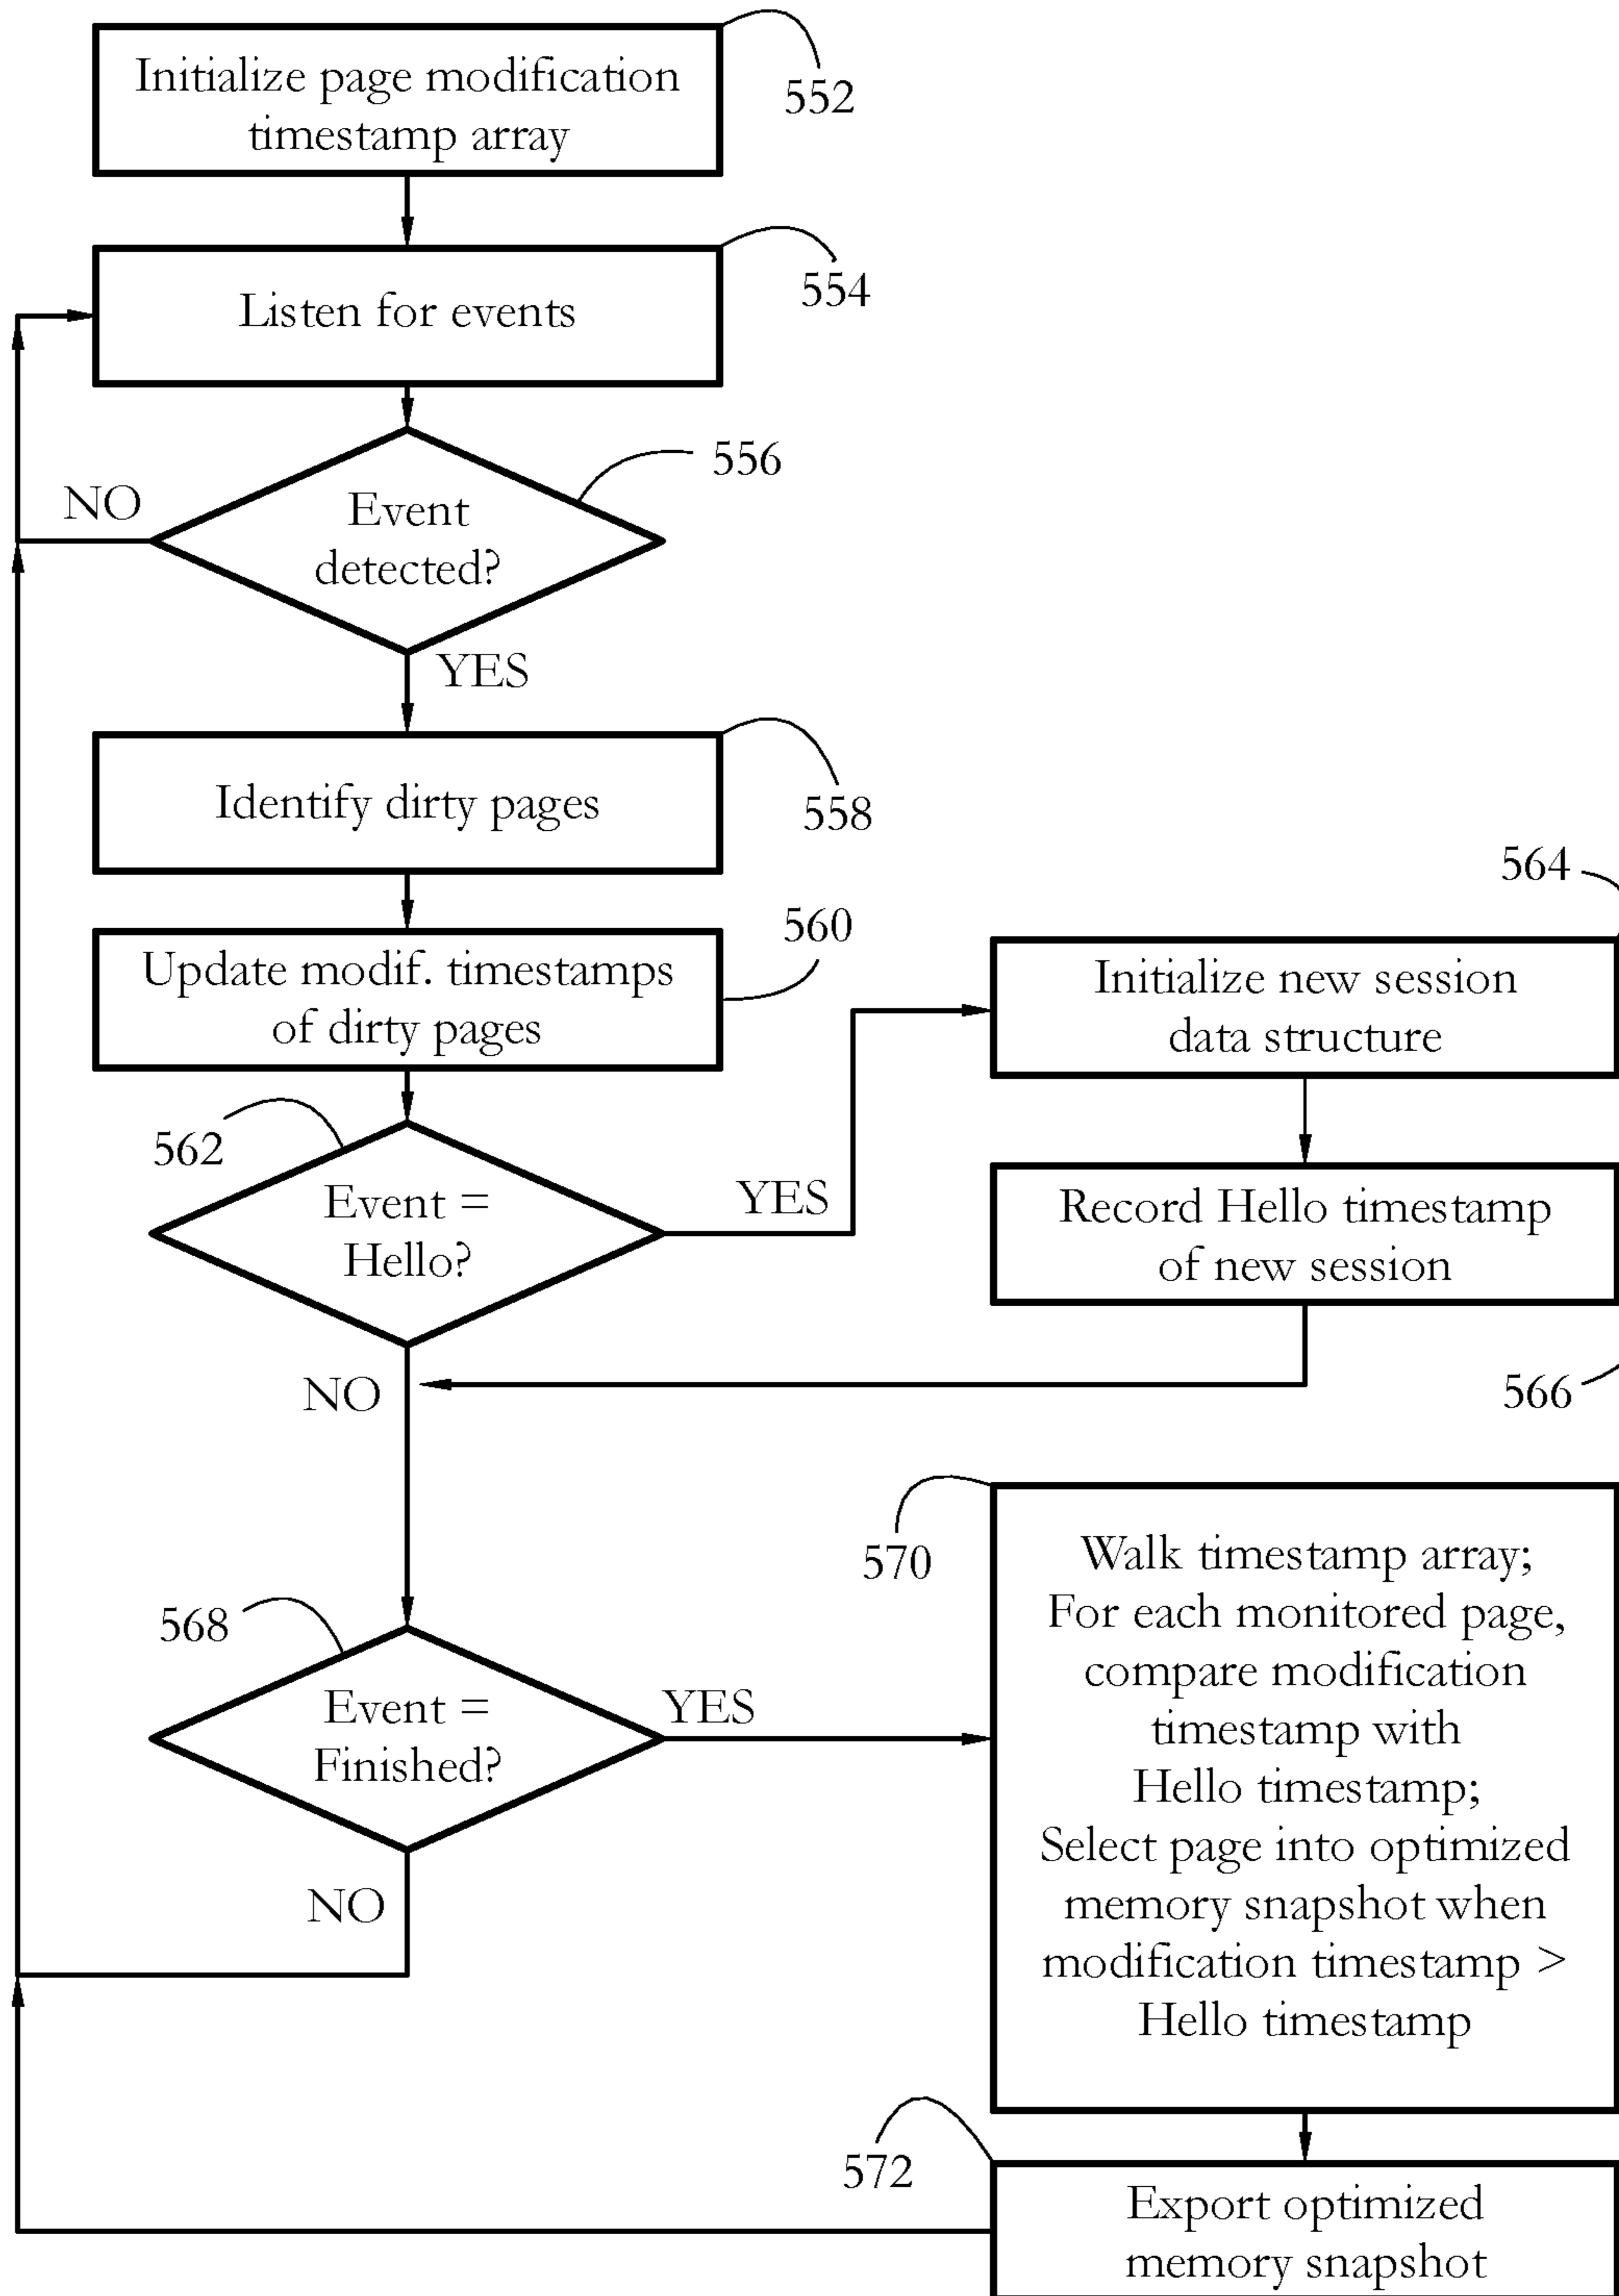 Initialize page modification
timestamp array
552
Listen for events
554
556
NO
Event
detected?
YES
Identify dirty pages
558
564
560
Update modif. timestamps
of dirty pages
Initialize new session
data structure
562
Event =
Hello?
YES
Record Hello timestamp
of new session
NO
566
570
Walk timestamp array;
For each monitored page,
compare modification
timestamp with
Hello timestamp;
Select page into optimized
memory snapshot when
modification timestamp >
Hello timestamp
568
Event =
Finished?
YES
NO
572
Export optimized
memory snapshot